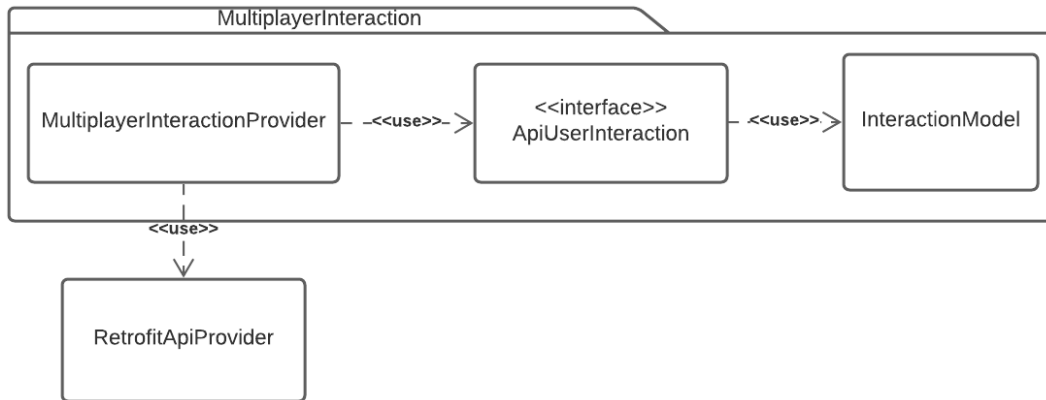 MultiplayerInteraction
MultiplayerInteractionProvider
<<use>>
<<interface>>
ApiUserInteraction
<<use>>
InteractionModel
<<use>>
RetrofitApiProvider